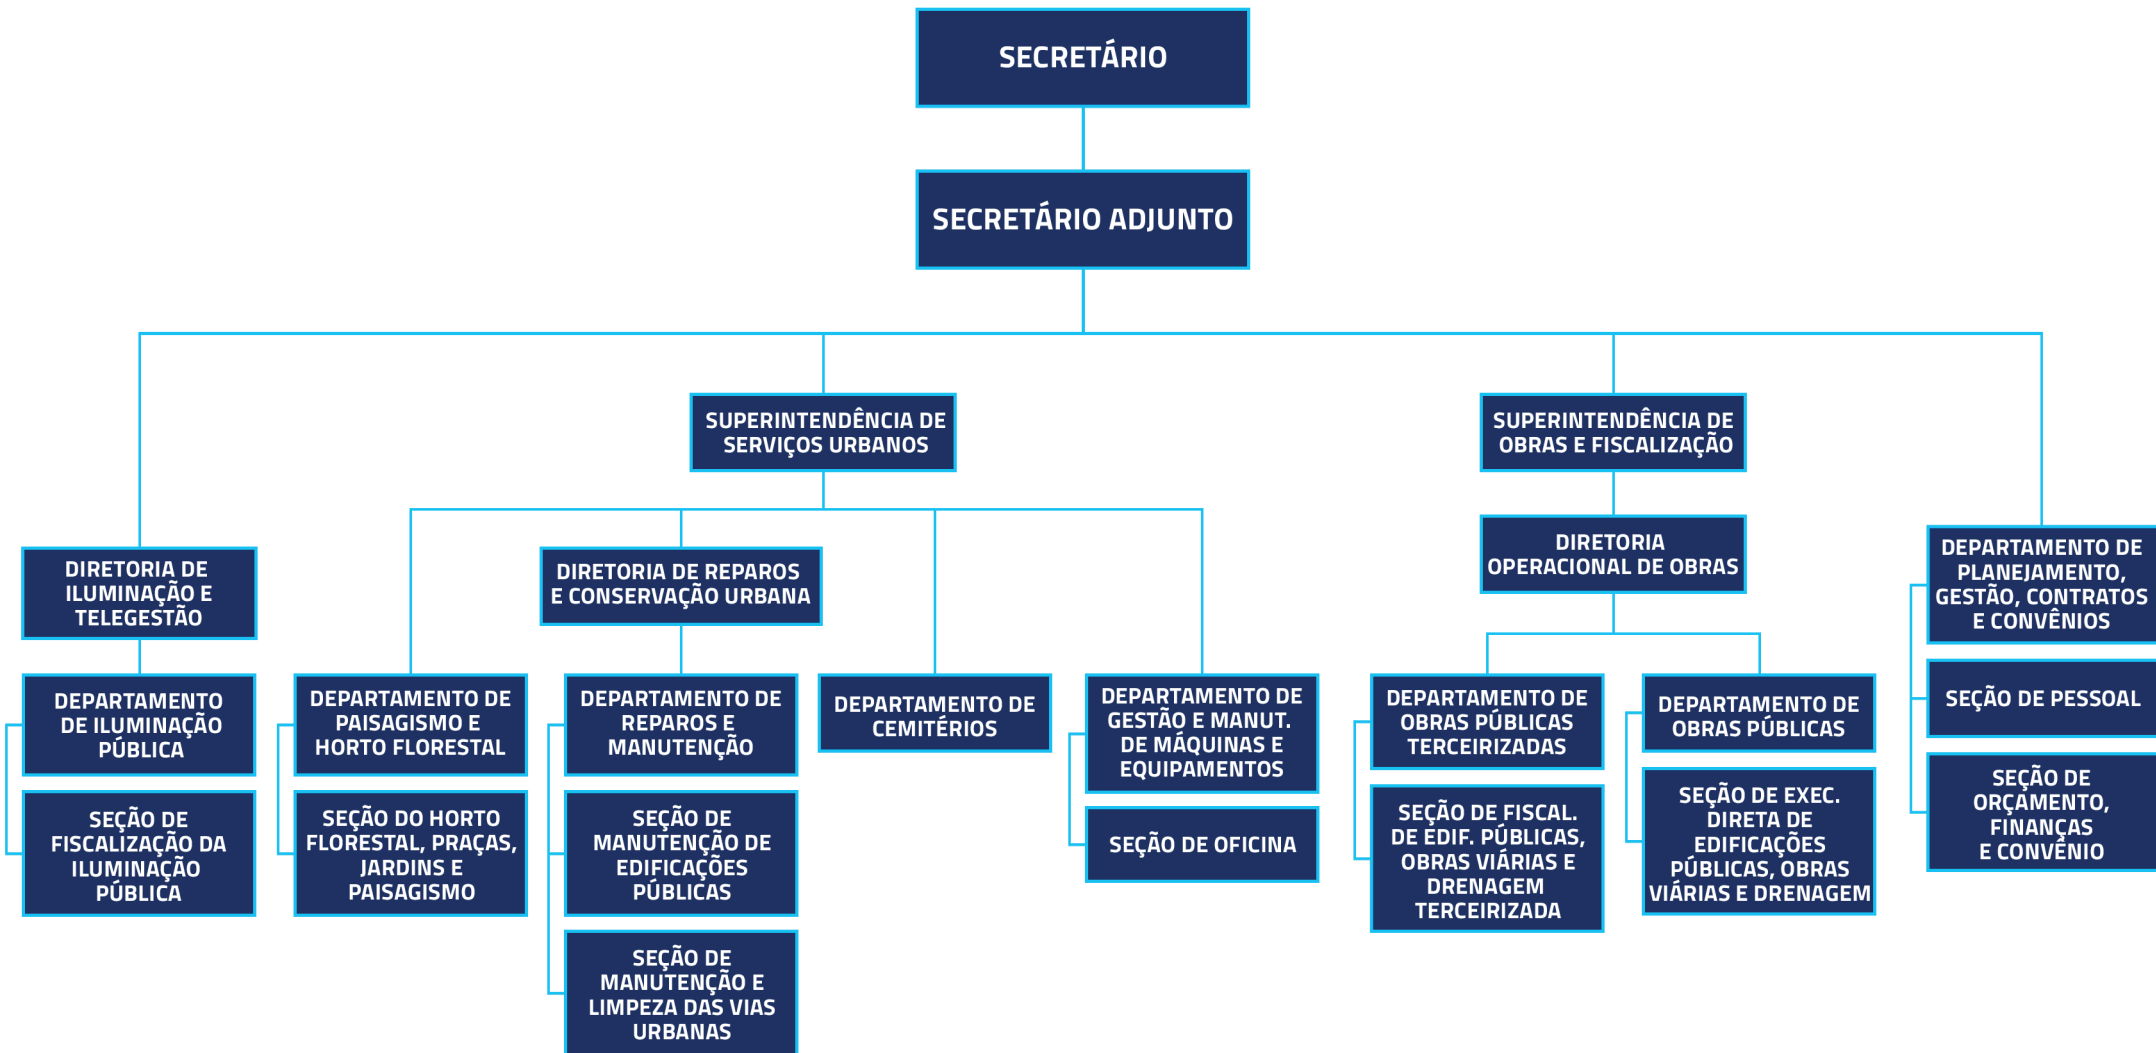 SECRETÁRIO
SECRETÁRIO ADJUNTO
SUPERINTENDÊNCIA DE
SERVIÇOS URBANOS
SUPERINTENDÊNCIA DE
OBRAS E FISCALIZAÇÃO
DIRETORIA DE
ILUMINAÇÃO E
TELEGESTÃO
DIRETORIA DE REPAROS
E CONSERVAÇÃO URBANA
DIRETORIA
OPERACIONAL DE OBRAS
DEPARTAMENTO DE
PLANEJAMENTO,
GESTÃO, CONTRATOS
E CONVÊNIOS
DEPARTAMENTO
DE ILUMINAÇÃO
PÚBLICA
DEPARTAMENTO DE
PAISAGISMO E
HORTO FLORESTAL
DEPARTAMENTO DE
REPAROS E
MANUTENÇÃO
DEPARTAMENTO DE
CEMITÉRIOS
DEPARTAMENTO DE
GESTÃO E MANUT.
DE MÁQUINAS E
EQUIPAMENTOS
DEPARTAMENTO DE
OBRAS PÚBLICAS
TERCEIRIZADAS
DEPARTAMENTO DE
OBRAS PÚBLICAS
SEÇÃO DE PESSOAL
SEÇÃO DE
FISCALIZAÇÃO DA
ILUMINAÇÃO
PÚBLICA
SEÇÃO DO HORTO
FLORESTAL, PRAÇAS,
JARDINS E
PAISAGISMO
SEÇÃO DE
MANUTENÇÃO DE
EDIFICAÇÕES
PÚBLICAS
SEÇÃO DE OFICINA
SEÇÃO DE FISCAL.
DE EDIF. PÚBLICAS,
OBRAS VIÁRIAS E
DRENAGEM
TERCEIRIZADA
SEÇÃO DE EXEC.
DIRETA DE
EDIFICAÇÕES
PÚBLICAS, OBRAS
VIÁRIAS E DRENAGEM
SEÇÃO DE
ORÇAMENTO,
FINANÇAS
E CONVÊNIO
SEÇÃO DE
MANUTENÇÃO E
LIMPEZA DAS VIAS
URBANAS